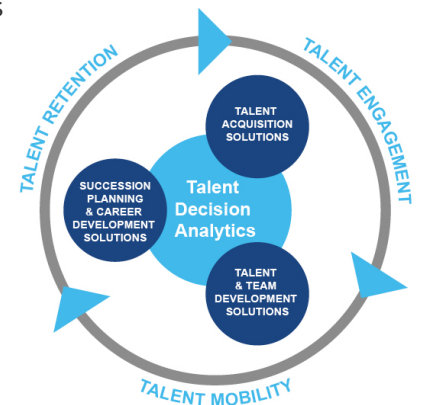 TALENT RETENTION
TALENT ENGAGEMENT
TALENT
ACQUISITION
SOLUTIONS
SUCCESSION
PLANNING
& CAREER
DEVELOPMENT
SOLUTIONS
Talent
Decision
Analytics
TALENT
& TEAM
DEVELOPMENT
SOLUTIONS
TALENT MOBILITY